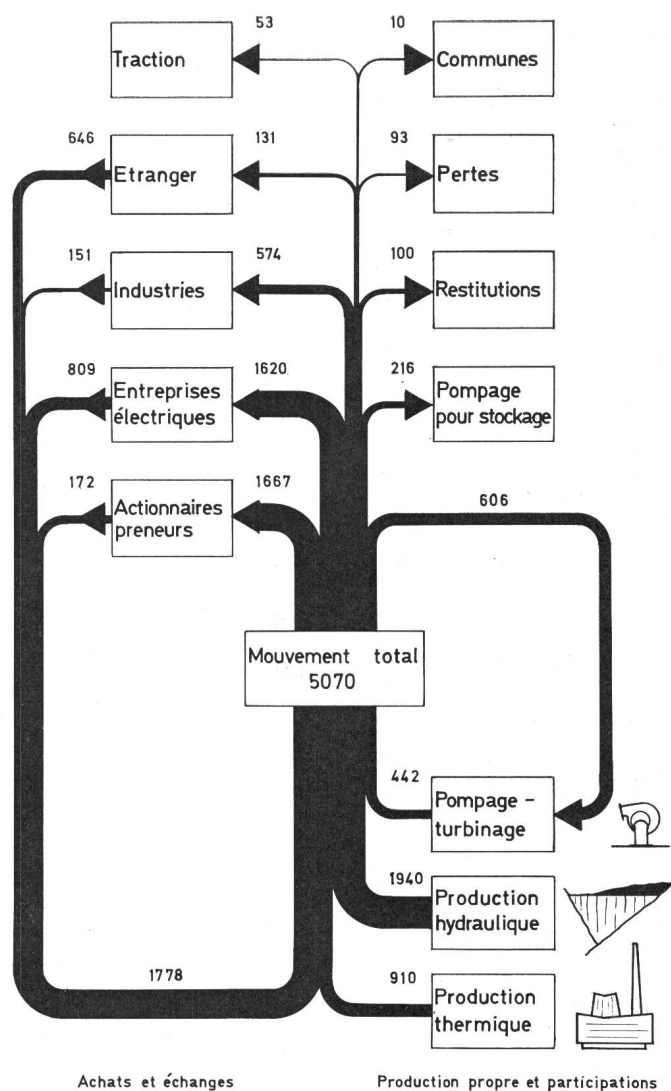 53
10
Traction
Communes
646
131
93
Etranger
Pertes
151
574
100
Industries
Restitutions
809
1620
216
Entreprises
électriques
Pompage
pour stockage
172
1667
Actionnaires
preneurs
606
Mouvement total
5070
442
Pompage -
turbinage
1940
Production
hydraulique
1778
910
Production
thermique
Achats et échanges
Production propre et participations